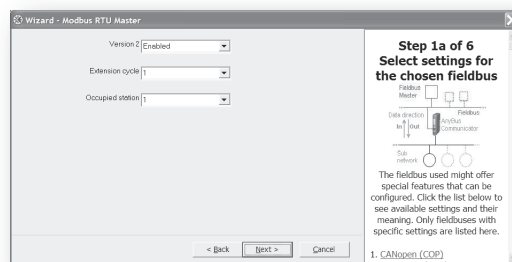 Wizard - Modbus RTU Master
Version 2 Enabled
Extension cycle 1
Occupied station 1
< Back Next > Cancel
Step 1a of 6
Select settings for
the chosen fieldbus
Fieldbus
Master
Fieldbus
Data direction
In Out
AnyBus
Communicator
Sub
network
The fieldbus used might offer
special features that can be
configured. Click the list below to
see available settings and their
meaning. Only fieldbuses with
specific settings are listed here.
1. CANopen (COP)